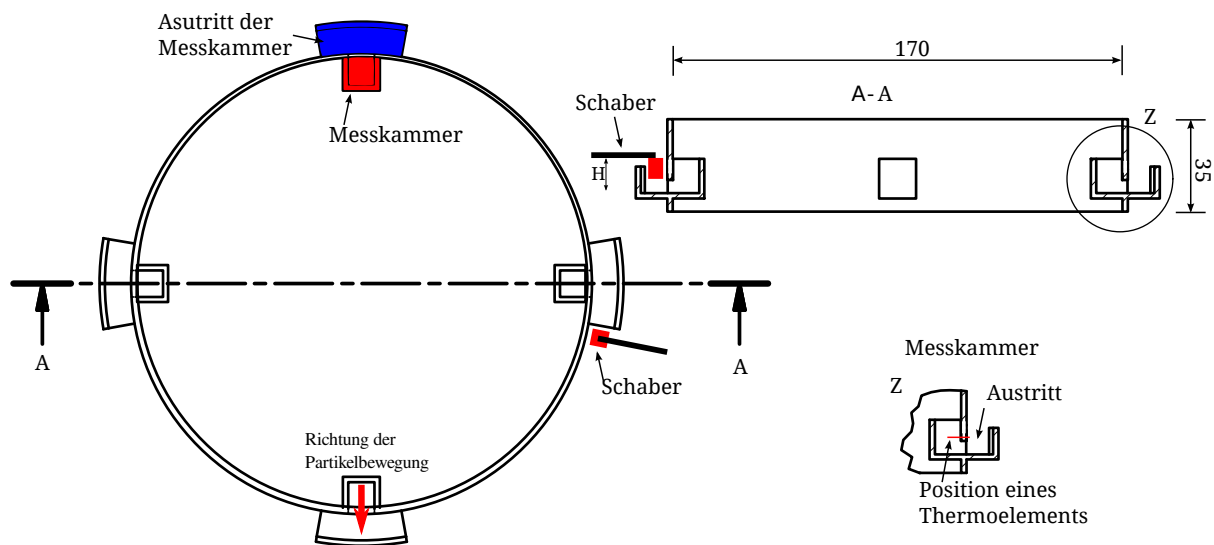 Asutritt der
Messkammer
Messkammer
A
A
Schaber
Richtung der
Partikelbewegung
170
A-A
Schaber
H
Z
35
Messkammer
Z
Austritt
Position eines
Thermoelements